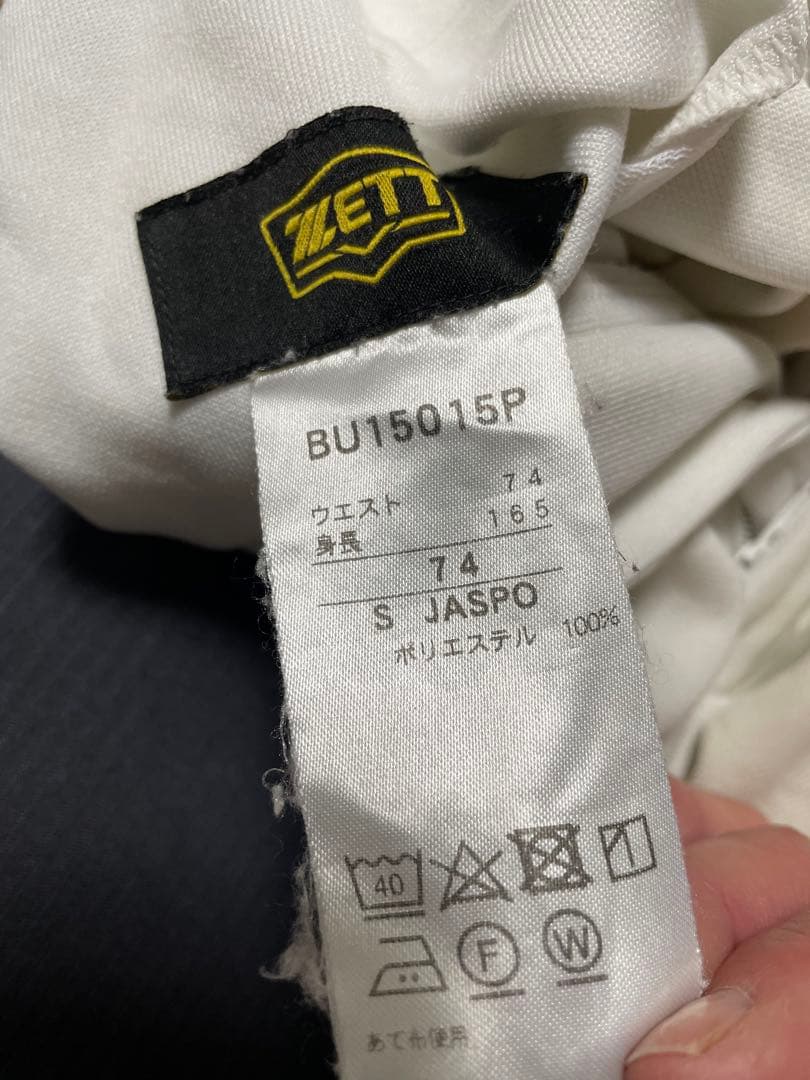 ZETT
BU15015P
ウエスト 74
身長 165
74
S JASPO
ポリエステル 100%
40
F W
あて布使用